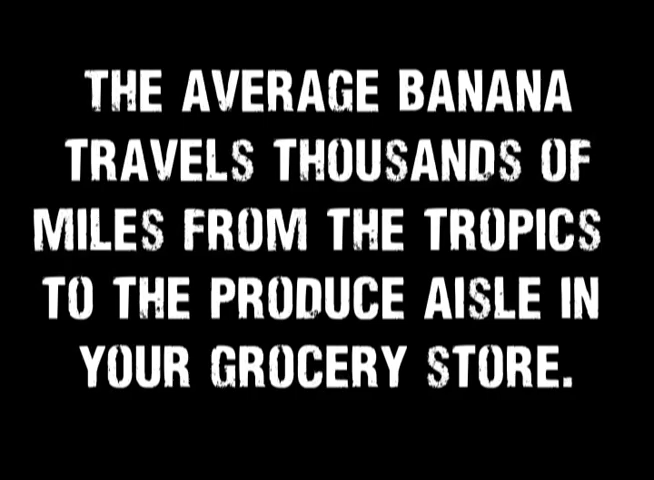 THE AVERAGE BANANA
TRAVELS THOUSANDS OF
MILES FROM THE TROPICS
TO THE PRODUCE AISLE IN
YOUR GROCERY STORE.